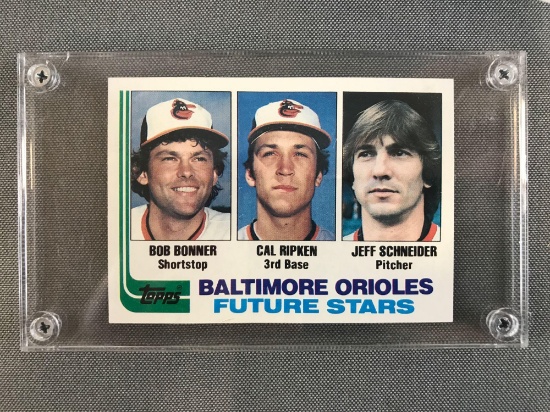 BOB BONNER
Shortstop
CAL RIPKEN
3rd Base
JEFF SCHNEIDER
Pitcher
TOPPS
BALTIMORE ORIOLES
FUTURE STARS